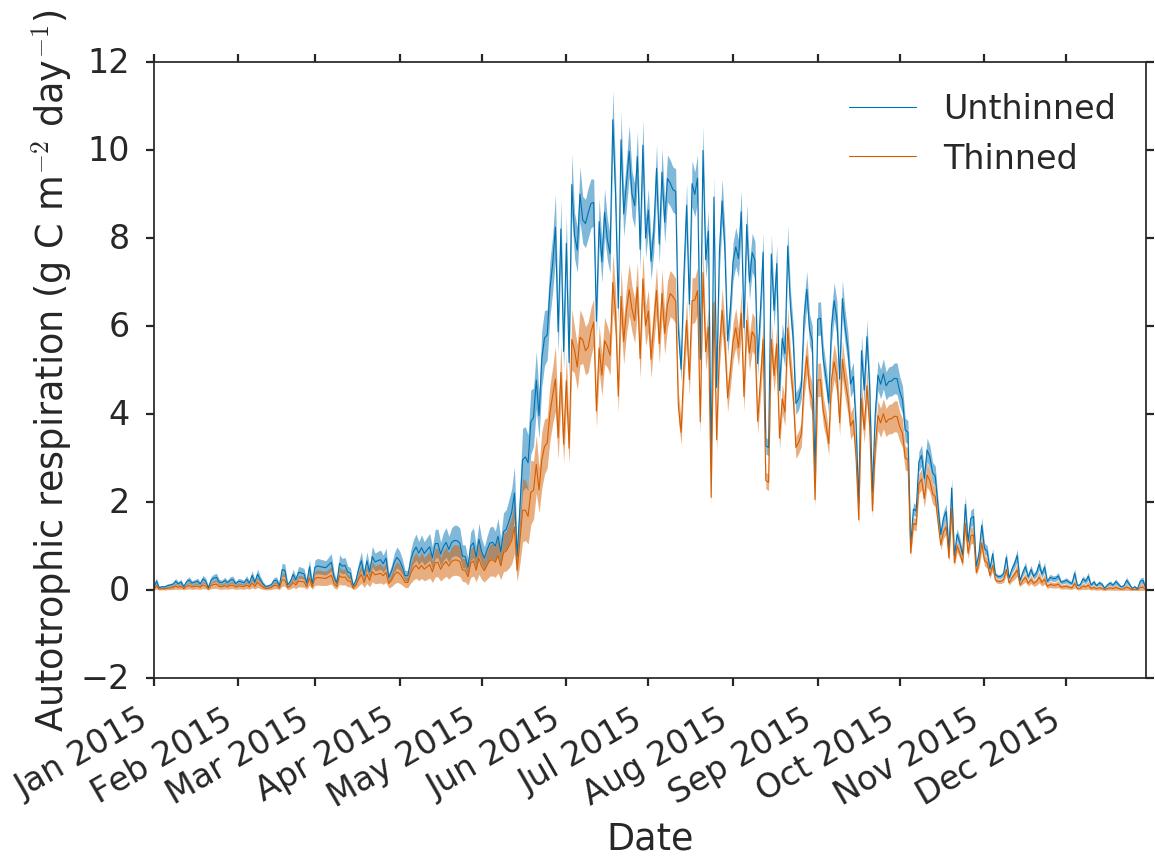 Autotrophic respiration (g C m⁻² day⁻¹)
12
10
8
6
4
2
0
−2
Unthinned
Thinned
Jan 2015
Feb 2015
Mar 2015
Apr 2015
May 2015
Jun 2015
Jul 2015
Aug 2015
Sep 2015
Oct 2015
Nov 2015
Dec 2015
Date